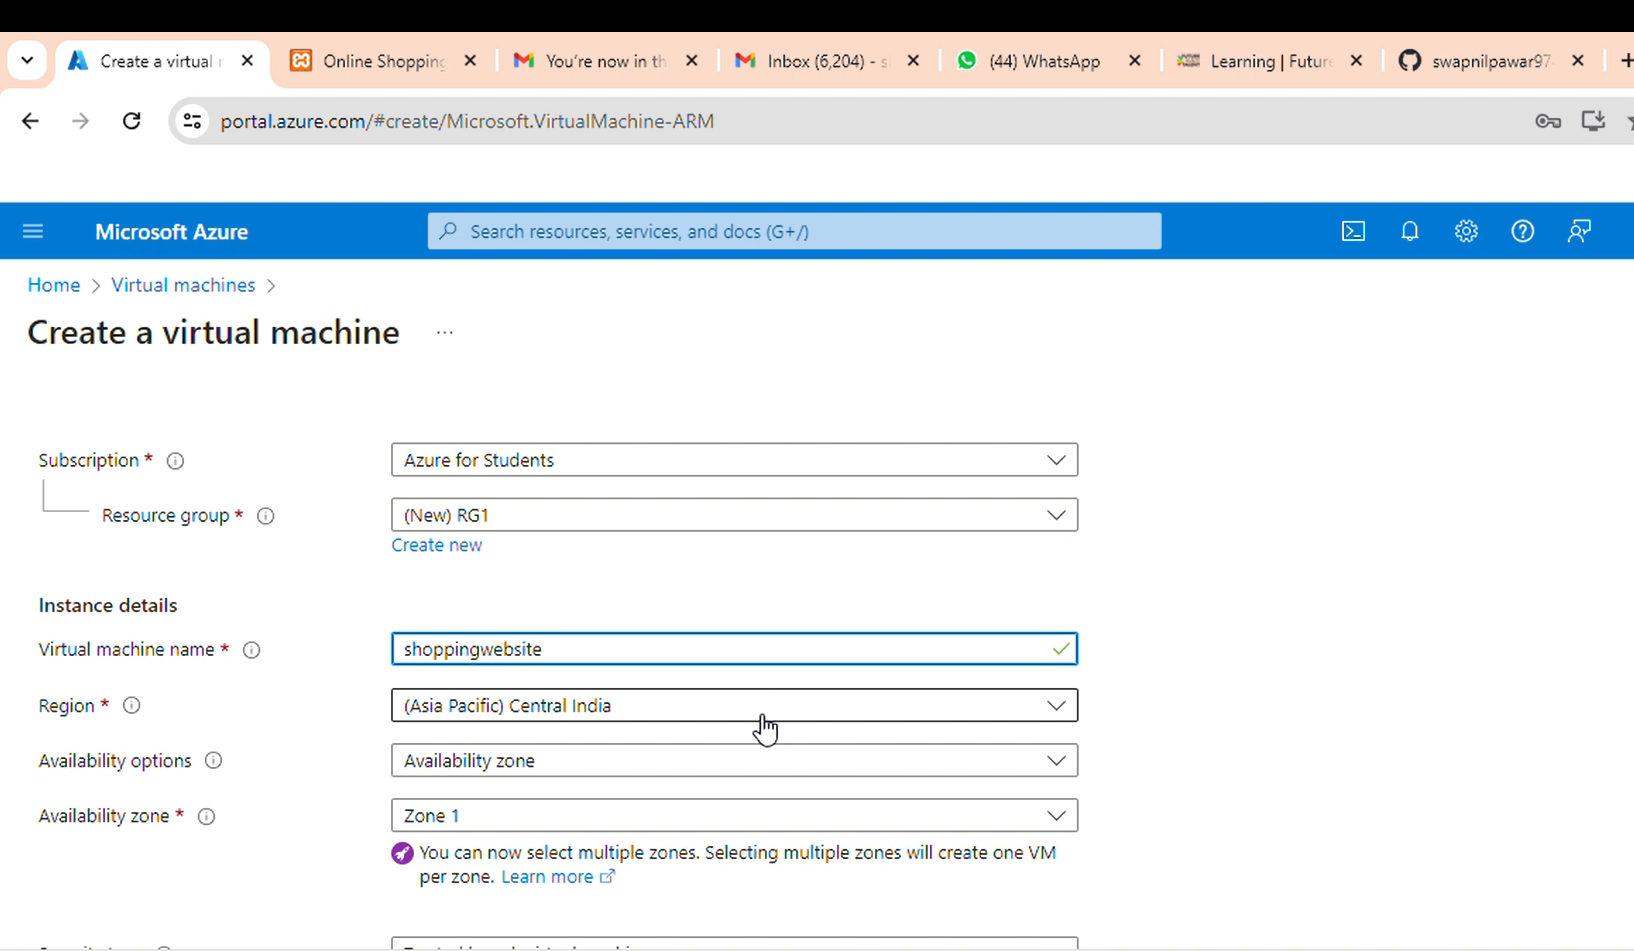 Create a virtual
Online Shopping
You're now in th
Inbox (6,204) - s
(44) WhatsApp
Learning | Future
swapnilpawar97
portal.azure.com/#create/Microsoft.VirtualMachine-ARM
Microsoft Azure
Search resources, services, and docs (G+/)
Home > Virtual machines >
Create a virtual machine ...
Subscription * Azure for Students
Resource group * (New) RG1
Create new
Instance details
Virtual machine name * shoppingwebsite
Region * (Asia Pacific) Central India
Availability options Availability zone
Availability zone * Zone 1
You can now select multiple zones. Selecting multiple zones will create one VM
per zone. Learn more